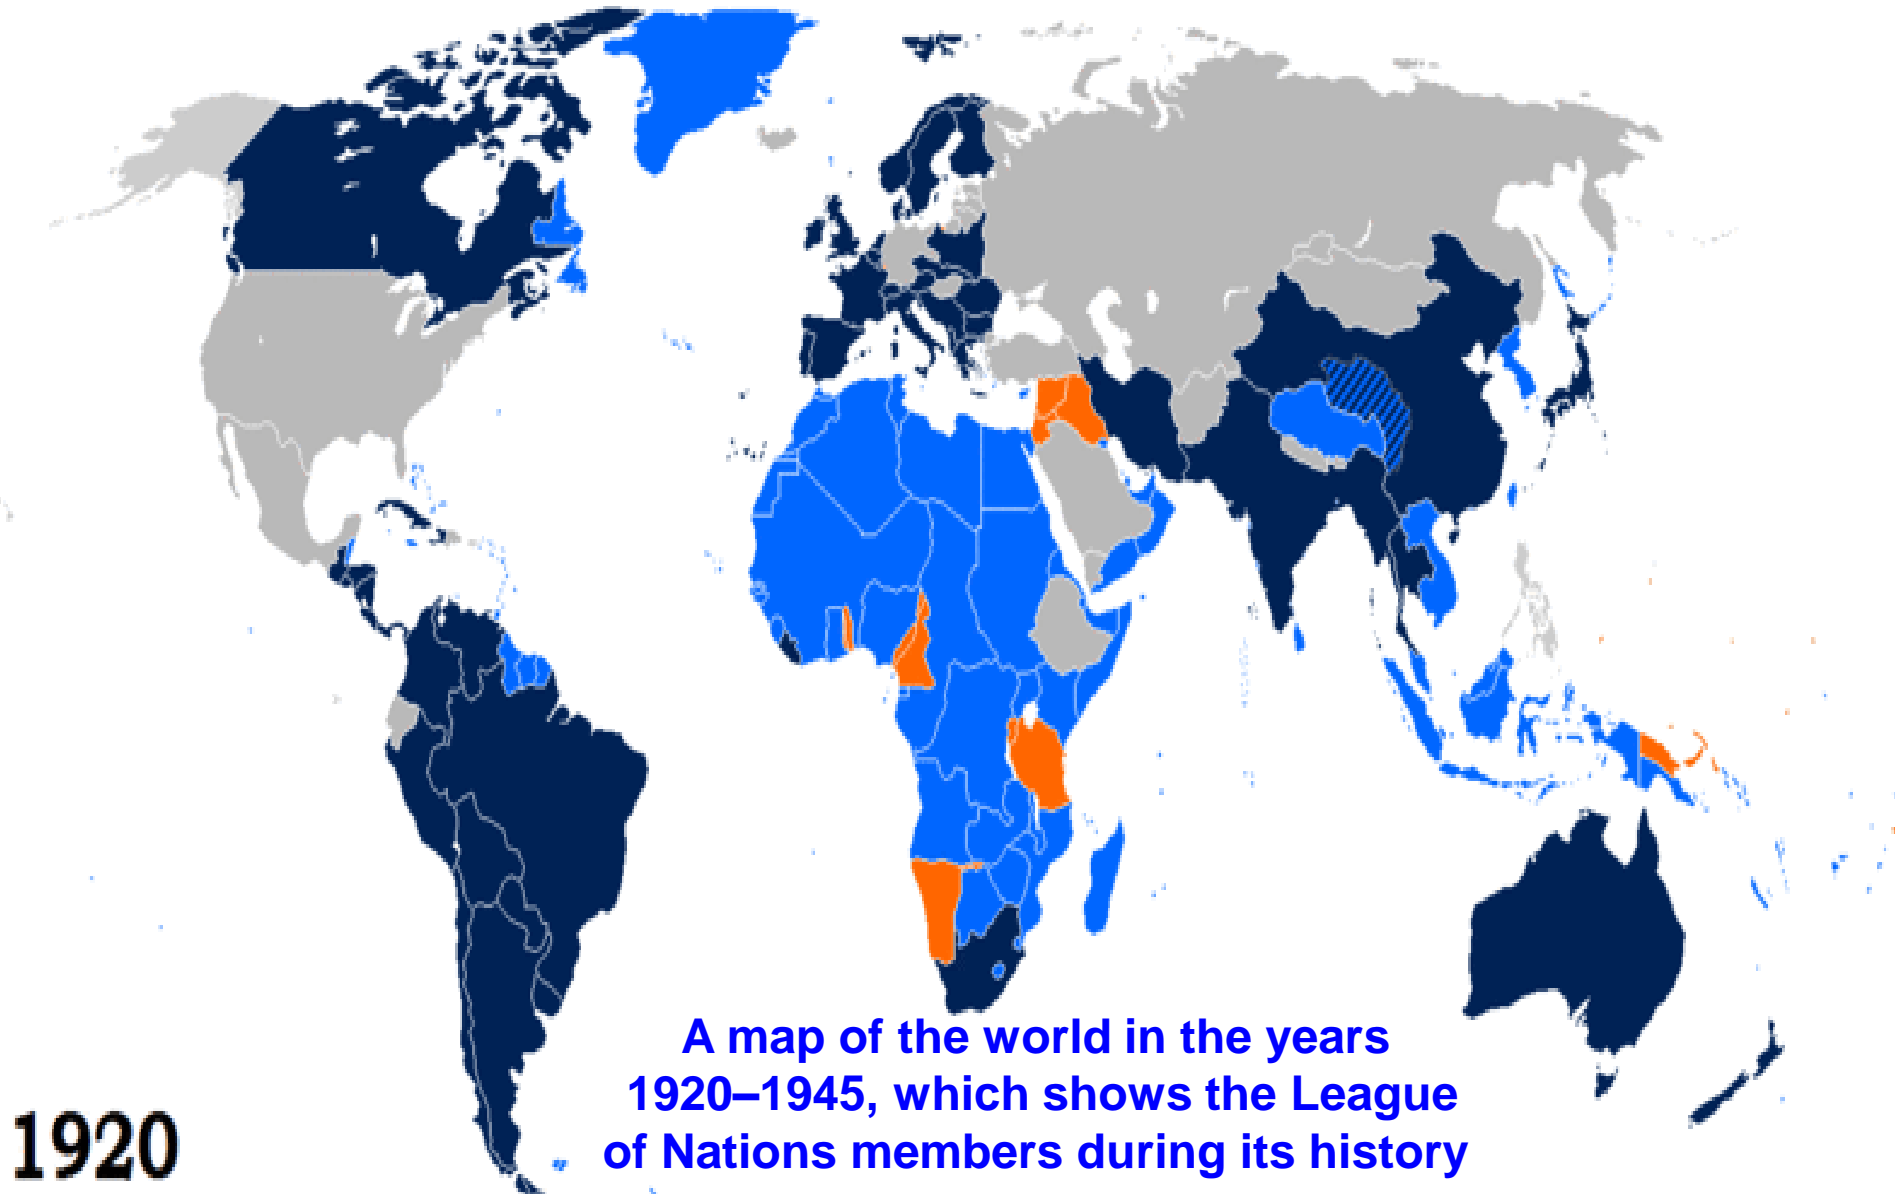 A map of the world in the years
1920–1945, which shows the League
of Nations members during its history
1920